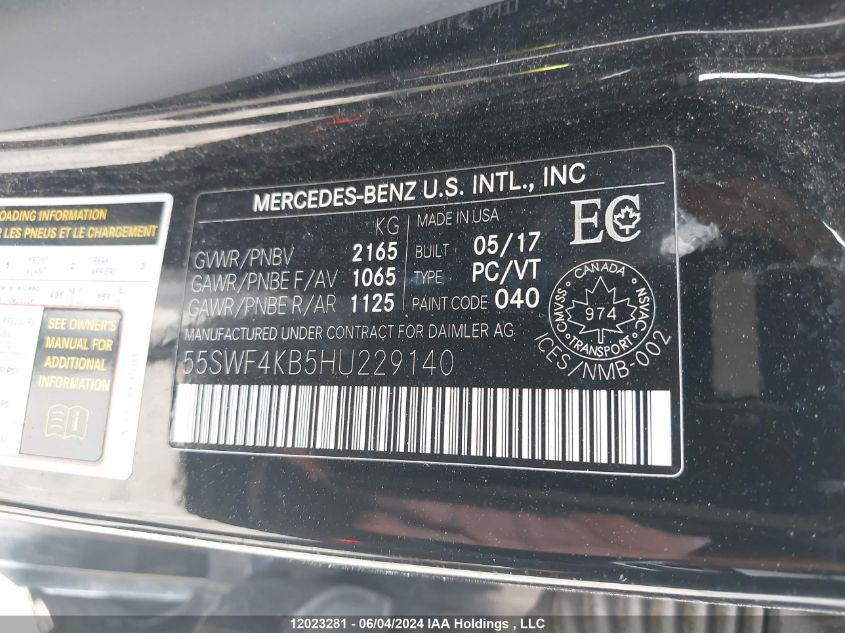 MERCEDES-BENZ U.S. INTL., INC
KG
MADE IN USA
EC
GVWR/PNBV 2165
BUILT 05/17
GAWR/PNBE F/AV 1065
TYPE PC/VT
GAWR/PNBE R/AR 1125
PAINT CODE 040
MANUFACTURED UNDER CONTRACT FOR DAIMLER AG
55SWF4KB5HU229140
CANADA
CMVSS 974 NSVAC
TRANSPORT
ICES/NMB-002
LOADING INFORMATION
LES PNEUS ET LE CHARGEMENT
SEE OWNER'S
MANUAL FOR
ADDITIONAL
INFORMATION
12023281 - 06/04/2024 IAA Holdings , LLC